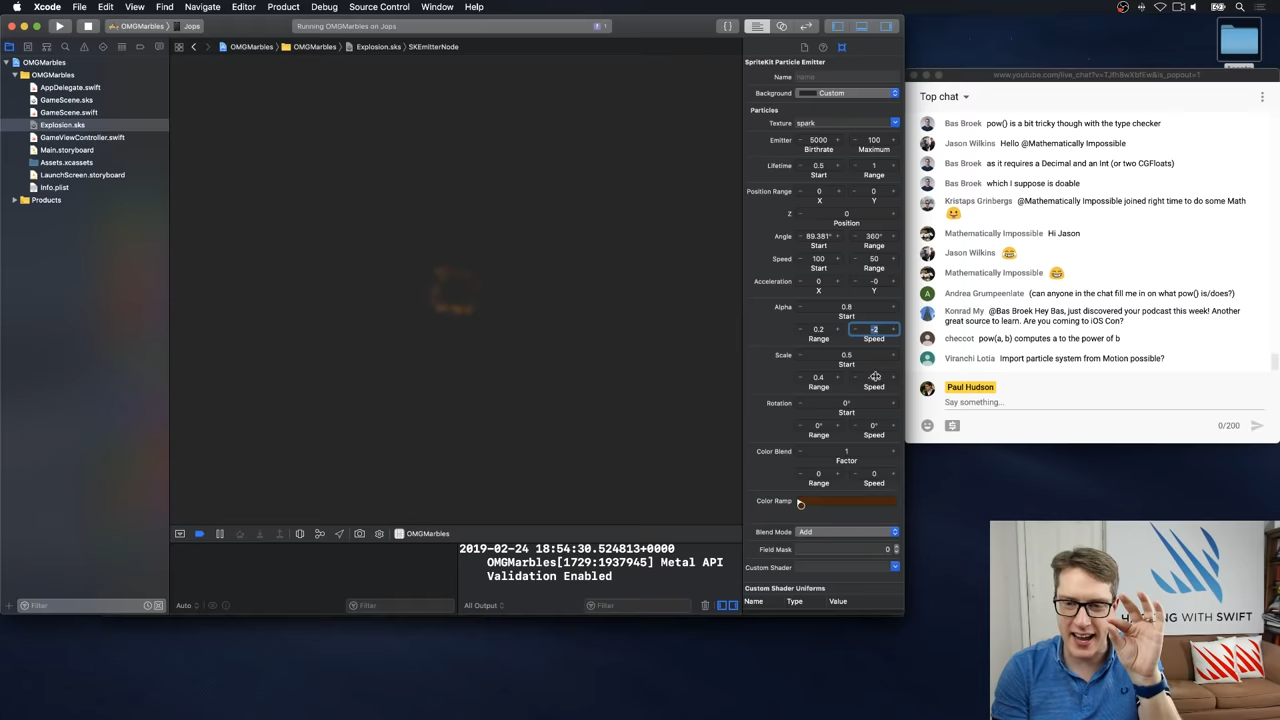 Xcode File Edit View Find Navigate Editor Product Debug Source Control Window Help
OMGMarbles Jops
Running OMGMarbles on Jops
1
OMGMarbles OMGMarbles Explosion.sks SKEmitterNode
OMGMarbles
OMGMarbles
AppDelegate.swift
GameScene.sks
GameScene.swift
Explosion.sks
GameViewController.swift
Main.storyboard
Assets.xcassets
LaunchScreen.storyboard
Info.plist
Products
Filter
OMGMarbles
Auto
Filter
2019-02-24 18:54:30.524813+0000
OMGMarbles[1729:1937945] Metal API
Validation Enabled
All Output
Filter
SpriteKit Particle Emitter
Name name
Background Custom
Particles
Texture spark
Emitter 5000 100
Birthrate Maximum
Lifetime 0.5 1
Start Range
Position Range 0 0
X Y
Z 0
Position
Angle 89.381° 360°
Start Range
Speed 100 50
Start Range
Acceleration 0 -0
X Y
Alpha 0.8
Start
0.2 -2
Range Speed
Scale 0.5
Start
0.4
Range Speed
Rotation 0°
Start
0° 0°
Range Speed
Color Blend 1
Factor
0 0
Range Speed
Color Ramp
Blend Mode Add
Field Mask 0
Custom Shader
Custom Shader Uniforms
Name Type Value
www.youtube.com/live_chat?v=TJfh8wXbfEw&is_popout=1
Top chat
Bas Broek pow() is a bit tricky though with the type checker
Jason Wilkins Hello @Mathematically Impossible
Bas Broek as it requires a Decimal and an Int (or two CGFloats)
Bas Broek which I suppose is doable
Kristaps Grinbergs @Mathematically Impossible joined right time to do some Math
Mathematically Impossible Hi Jason
Jason Wilkins
Mathematically Impossible
A Andrea Grumpeenlate (can anyone in the chat fill me in on what pow() is/does?)
Konrad My @Bas Broek Hey Bas, just discovered your podcast this week! Another
great source to learn. Are you coming to iOS Con?
checcot pow(a, b) computes a to the power of b
V Viranchi Lotia Import particle system from Motion possible?
Paul Hudson
Say something...
0/200
WITH SWIFT